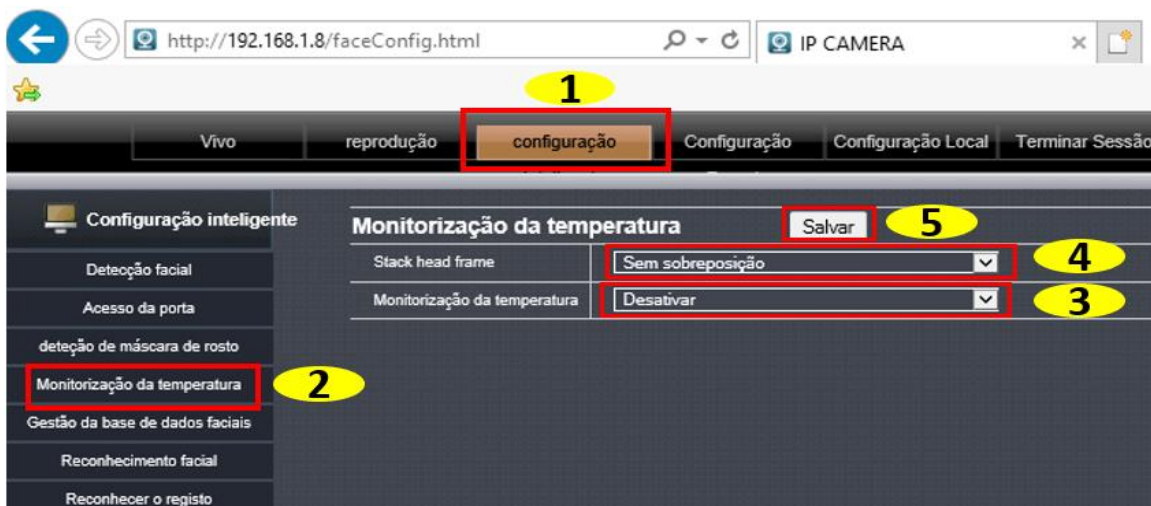 http://192.168.1.8/faceConfig.html
IP CAMERA
1
Vivo
reprodução
configuração
Configuração
Configuração Local
Terminar Sessão
Configuração inteligente
Monitorização da temperatura
Salvar
5
Stack head frame
Sem sobreposição
4
Monitorização da temperatura
Desativar
3
Detecção facial
Acesso da porta
deteção de máscara de rosto
Monitorização da temperatura
2
Gestão da base de dados faciais
Reconhecimento facial
Reconhecer o registo